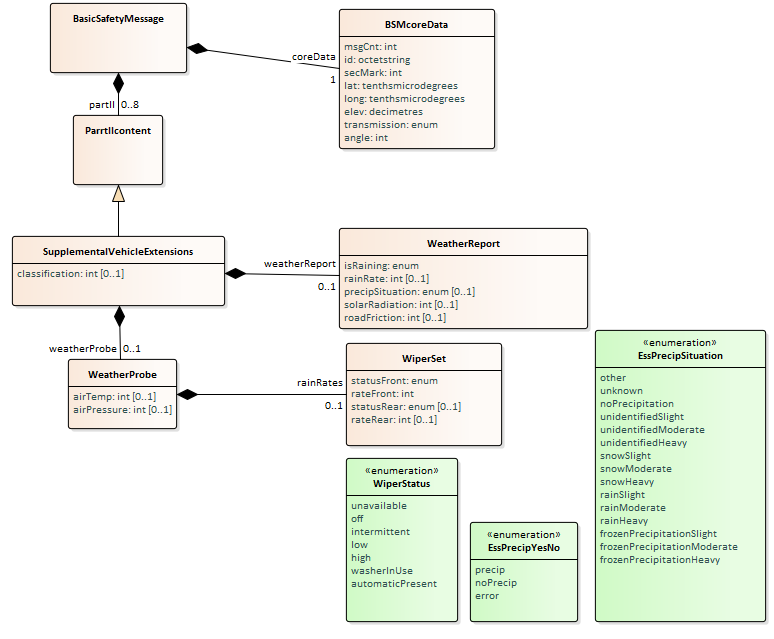 BasicSafetyMessage
BSMcoreData
msgCnt: int
id: octetstring
secMark: int
lat: tenthsmicrodegrees
long: tenthsmicrodegrees
elev: decimetres
transmission: enum
angle: int
coreData
1
partII 0..8
ParrtIIcontent
SupplementalVehicleExtensions
classification: int [0..1]
weatherReport
0..1
WeatherReport
isRaining: enum
rainRate: int [0..1]
precipSituation: enum [0..1]
solarRadiation: int [0..1]
roadFriction: int [0..1]
weatherProbe 0..1
WeatherProbe
airTemp: int [0..1]
airPressure: int [0..1]
rainRates
0..1
WiperSet
statusFront: enum
rateFront: int
statusRear: enum [0..1]
rateRear: int [0..1]
«enumeration»
WiperStatus
unavailable
off
intermittent
low
high
washerInUse
automaticPresent
«enumeration»
EssPrecipYesNo
precip
noPrecip
error
«enumeration»
EssPrecipSituation
other
unknown
noPrecipitation
unidentifiedSlight
unidentifiedModerate
unidentifiedHeavy
snowSlight
snowModerate
snowHeavy
rainSlight
rainModerate
rainHeavy
frozenPrecipitationSlight
frozenPrecipitationModerate
frozenPrecipitationHeavy